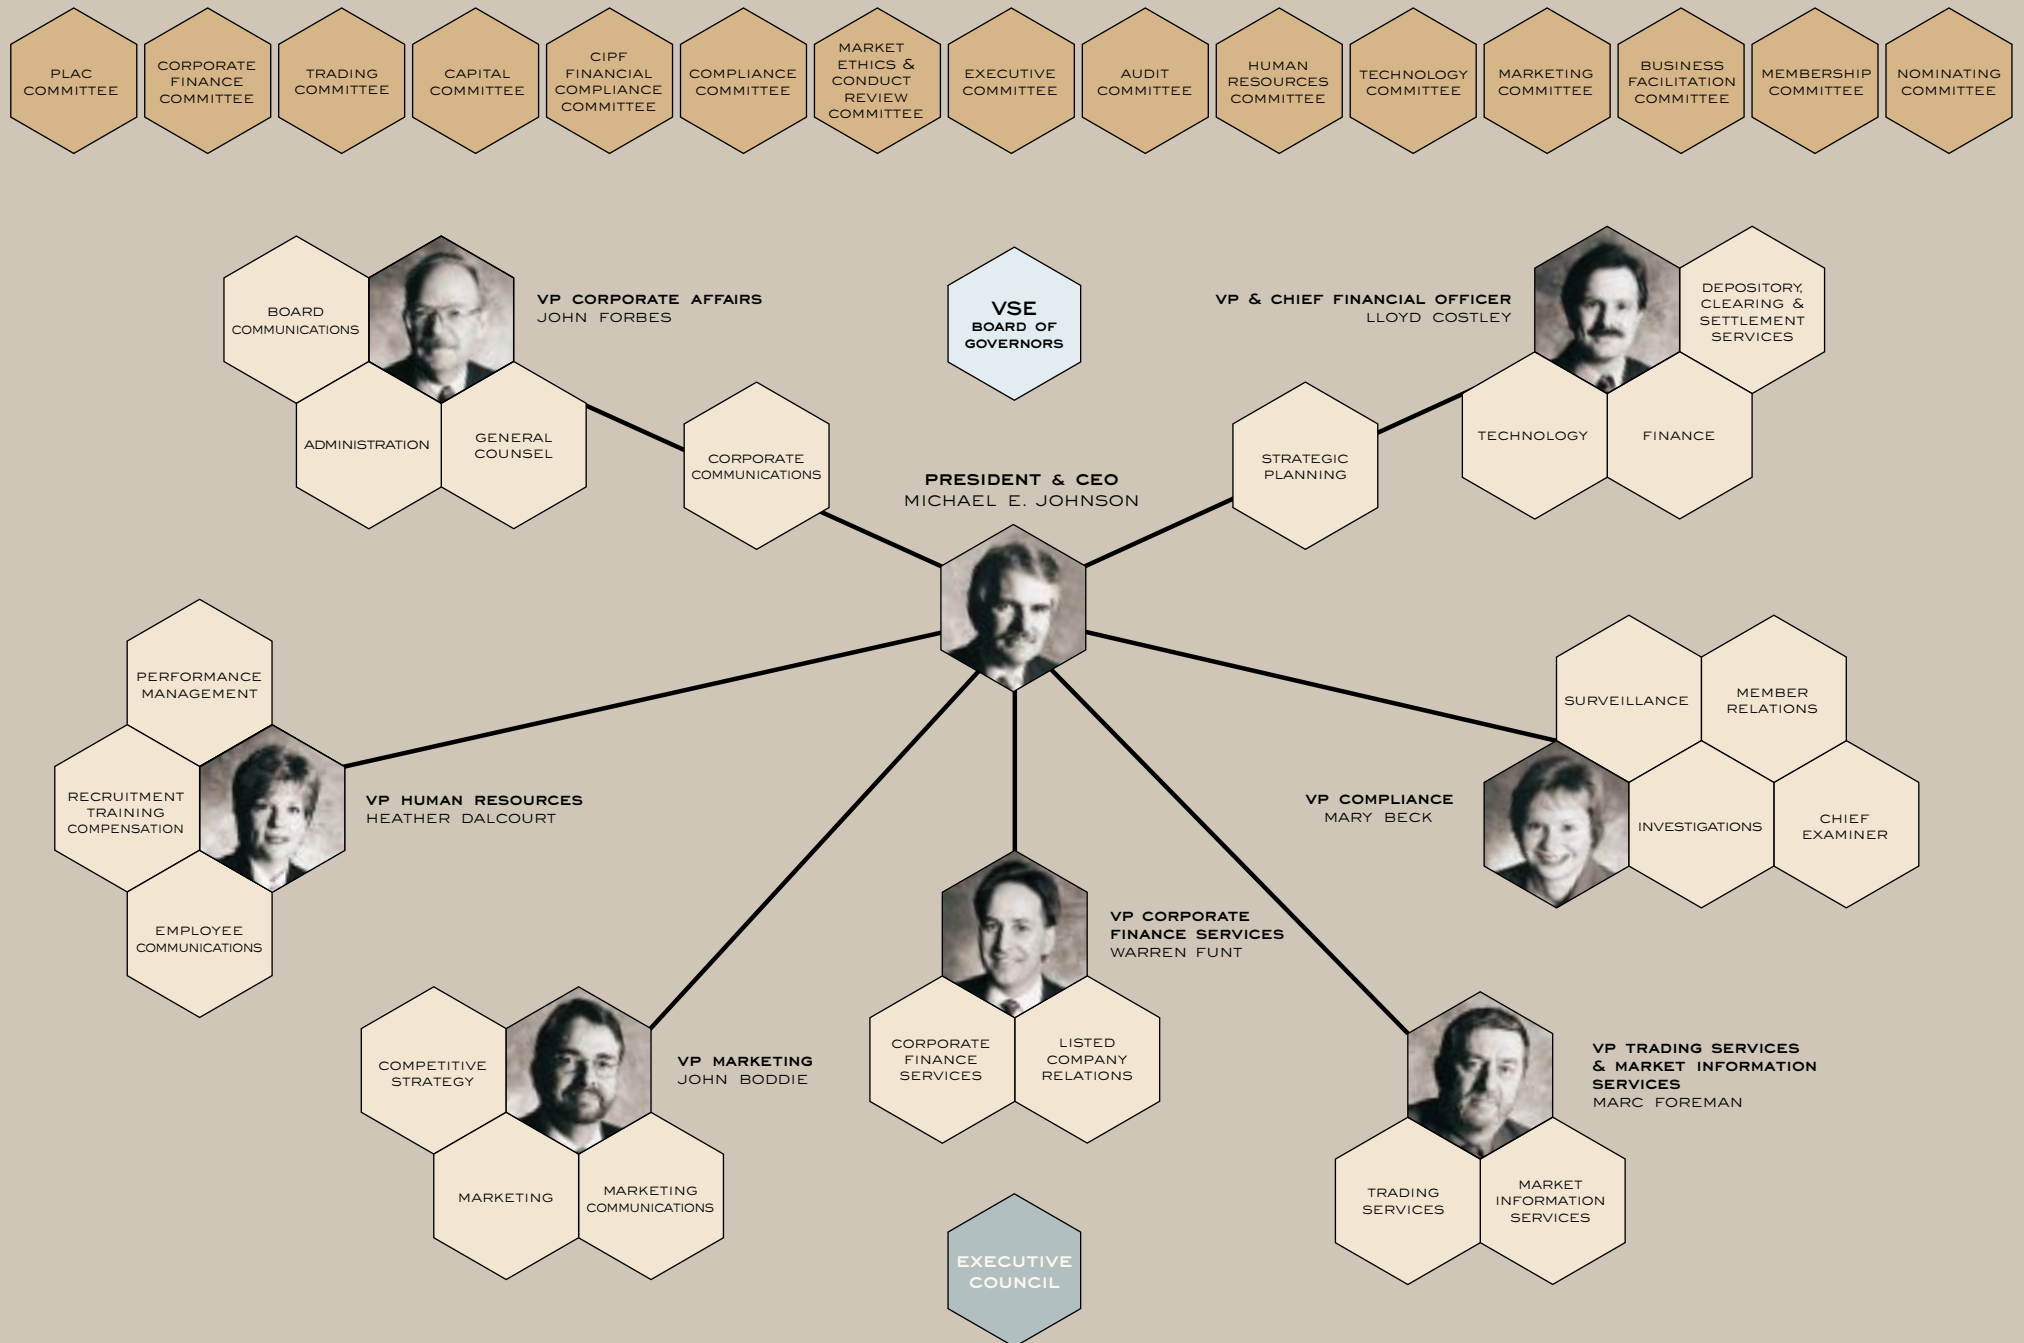 PLAC
COMMITTEE
CORPORATE
FINANCE
COMMITTEE
TRADING
COMMITTEE
CAPITAL
COMMITTEE
CIPF
FINANCIAL
COMPLIANCE
COMMITTEE
COMPLIANCE
COMMITTEE
MARKET
ETHICS &
CONDUCT
REVIEW
COMMITTEE
EXECUTIVE
COMMITTEE
AUDIT
COMMITTEE
HUMAN
RESOURCES
COMMITTEE
TECHNOLOGY
COMMITTEE
MARKETING
COMMITTEE
BUSINESS
FACILITATION
COMMITTEE
MEMBERSHIP
COMMITTEE
NOMINATING
COMMITTEE
BOARD
COMMUNICATIONS
VP CORPORATE AFFAIRS
JOHN FORBES
ADMINISTRATION
GENERAL
COUNSEL
CORPORATE
COMMUNICATIONS
VSE
BOARD OF
GOVERNORS
VP & CHIEF FINANCIAL OFFICER
LLOYD COSTLEY
DEPOSITORY,
CLEARING &
SETTLEMENT
SERVICES
TECHNOLOGY
FINANCE
STRATEGIC
PLANNING
PRESIDENT & CEO
MICHAEL E. JOHNSON
PERFORMANCE
MANAGEMENT
RECRUITMENT
TRAINING
COMPENSATION
VP HUMAN RESOURCES
HEATHER DALCOURT
EMPLOYEE
COMMUNICATIONS
SURVEILLANCE
MEMBER
RELATIONS
VP COMPLIANCE
MARY BECK
INVESTIGATIONS
CHIEF
EXAMINER
COMPETITIVE
STRATEGY
VP MARKETING
JOHN BODDIE
MARKETING
MARKETING
COMMUNICATIONS
VP CORPORATE
FINANCE SERVICES
WARREN FUNT
CORPORATE
FINANCE
SERVICES
LISTED
COMPANY
RELATIONS
VP TRADING SERVICES
& MARKET INFORMATION
SERVICES
MARC FOREMAN
TRADING
SERVICES
MARKET
INFORMATION
SERVICES
EXECUTIVE
COUNCIL